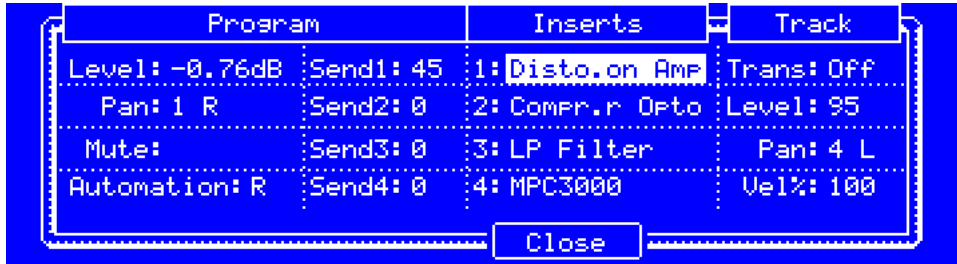 Program Inserts Track
Level: -0.76dB Send1: 45 1: Disto.on Amp Trans: Off
Pan: 1 R Send2: 0 2: Compr.r Opto Level: 95
Mute: Send3: 0 3: LP Filter Pan: 4 L
Automation: R Send4: 0 4: MPC3000 Vel%: 100
Close